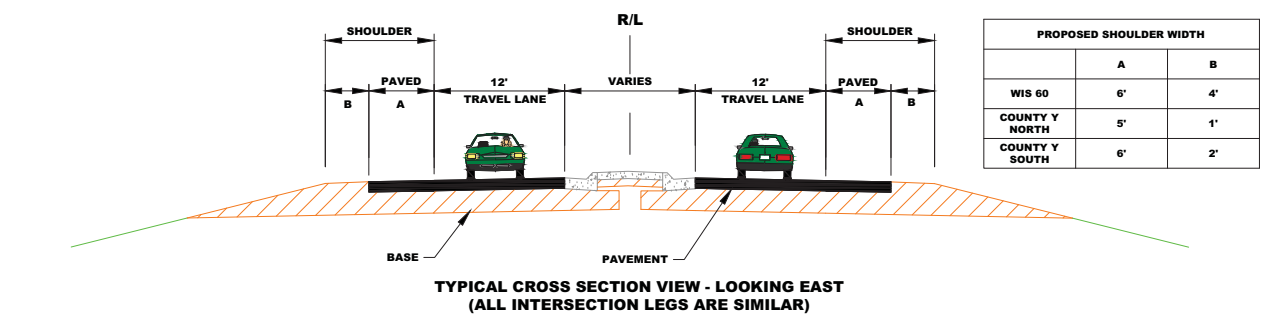 R/L
SHOULDER
SHOULDER
PAVED
12'
VARIES
12'
PAVED
B
A
TRAVEL LANE
TRAVEL LANE
A
B
BASE
PAVEMENT
TYPICAL CROSS SECTION VIEW - LOOKING EAST
(ALL INTERSECTION LEGS ARE SIMILAR)
PROPOSED SHOULDER WIDTH
A B
WIS 60 6' 4'
COUNTY Y
NORTH 5' 1'
COUNTY Y
SOUTH 6' 2'